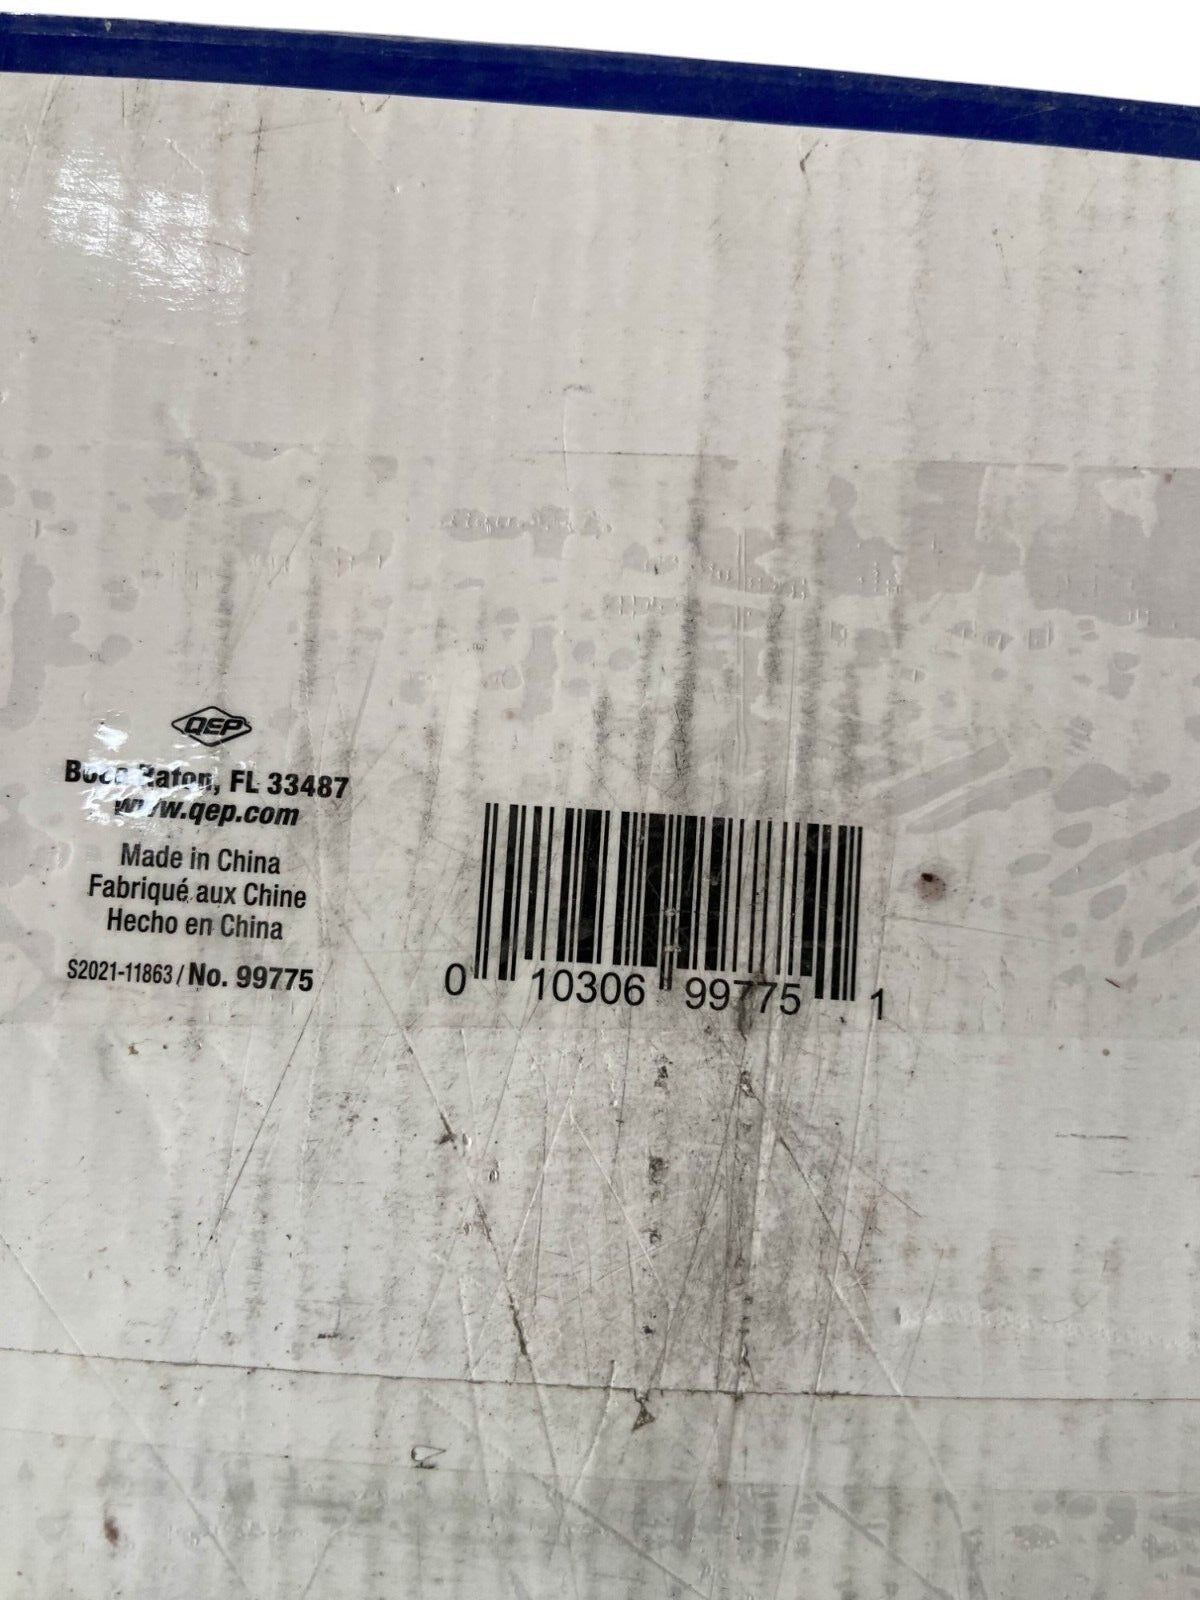 QEP
Boca Raton, FL 33487
www.qep.com
Made in China
Fabriqué aux Chine
Hecho en China
S2021-11863 / No. 99775
0 10306 99775 1